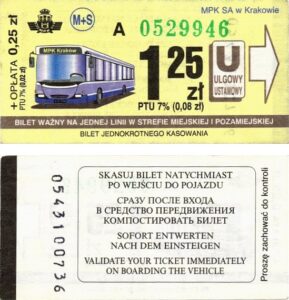 MPK SA w Krakowie
M+S
A 0529946
+ OPŁATA 0,25 zł
PTU 7% (0,02 zł)
MPK Kraków
1 25 zł
PTU 7% (0,08 zł)
U
ULGOWY
USTAWOWY
BILET WAŻNY NA JEDNEJ LINII W STREFIE MIEJSKIEJ I POZAMIEJSKIEJ
BILET JEDNOKROTNEGO KASOWANIA
0543100736
SKASUJ BILET NATYCHMIAST
PO WEJŚCIU DO POJAZDU
СРАЗУ ПОСЛЕ ВХОДА
В СРЕДСТВО ПЕРЕДВИЖЕНИЯ
КОМПОСТИРОВАТЬ БИЛЕТ
SOFORT ENTWERTEN
NACH DEM EINSTEIGEN
VALIDATE YOUR TICKET IMMEDIATELY
ON BOARDING THE VEHICLE
Proszę zachować do kontroli